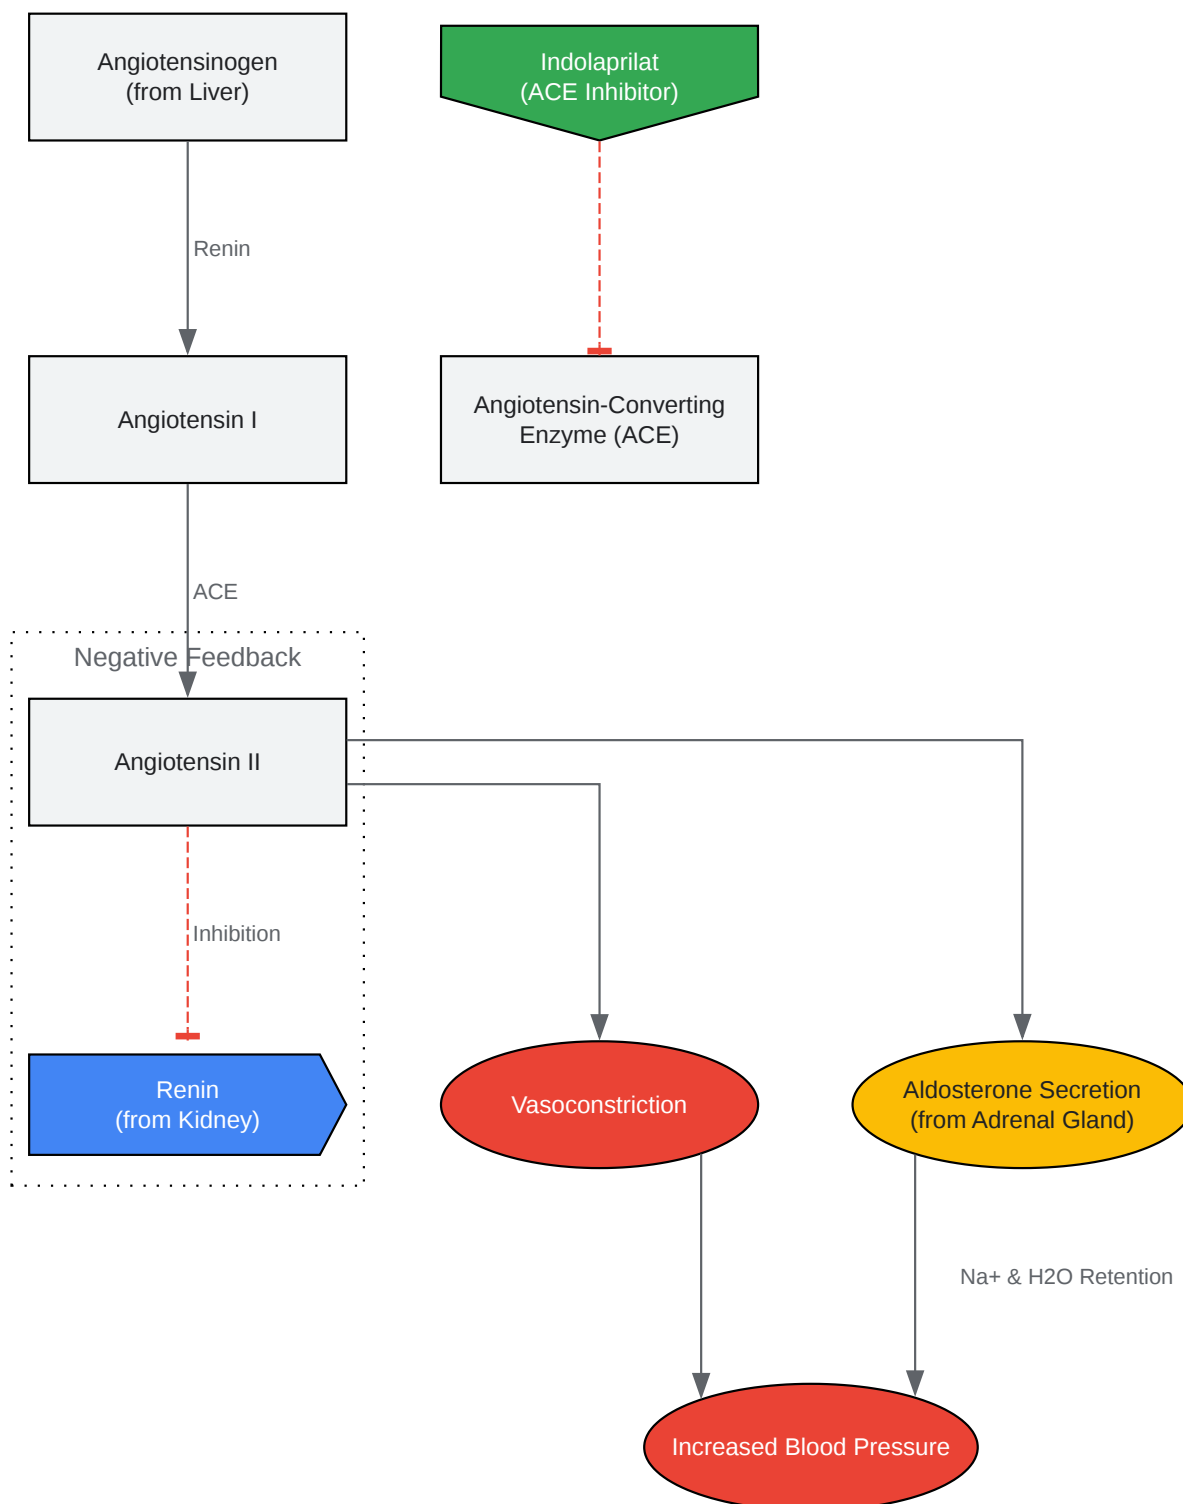 Angiotensinogen
(from Liver)
Indolaprilat
(ACE Inhibitor)
Renin
Angiotensin I
Angiotensin-Converting
Enzyme (ACE)
ACE
Negative Feedback
Angiotensin II
Inhibition
Renin
(from Kidney)
Vasoconstriction
Aldosterone Secretion
(from Adrenal Gland)
Na+ & H2O Retention
Increased Blood Pressure